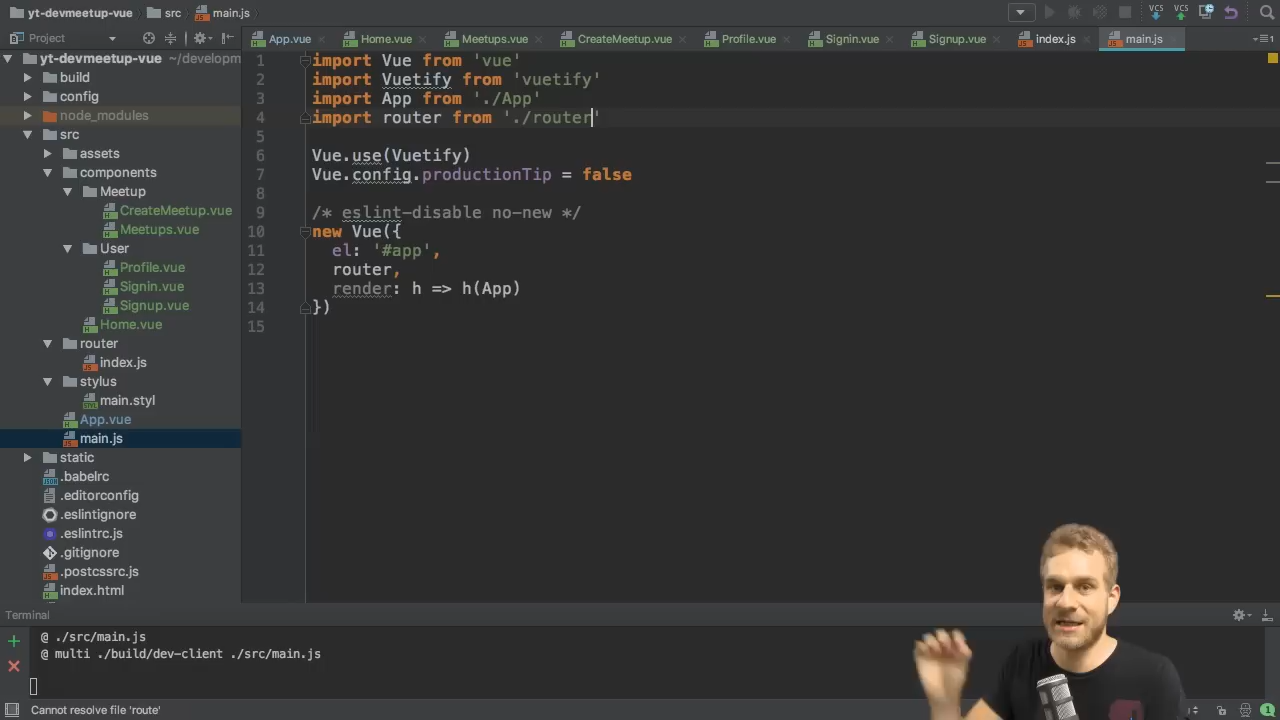 yt-devmeetup-vue src main.js
Project
App.vue Home.vue Meetups.vue CreateMeetup.vue Profile.vue Signin.vue Signup.vue index.js main.js
yt-devmeetup-vue ~/developm
build
config
node_modules
src
assets
components
Meetup
CreateMeetup.vue
Meetups.vue
User
Profile.vue
Signin.vue
Signup.vue
Home.vue
router
index.js
stylus
main.styl
App.vue
main.js
static
.babelrc
.editorconfig
.eslintignore
.eslintrc.js
.gitignore
.postcssrc.js
index.html
1 import Vue from 'vue'
2 import Vuetify from 'vuetify'
3 import App from './App'
4 import router from './router'
5
6 Vue.use(Vuetify)
7 Vue.config.productionTip = false
8
9 /* eslint-disable no-new */
10 new Vue({
11 el: '#app',
12 router,
13 render: h => h(App)
14 })
15
Terminal
@ ./src/main.js
@ multi ./build/dev-client ./src/main.js
Cannot resolve file 'route'
1